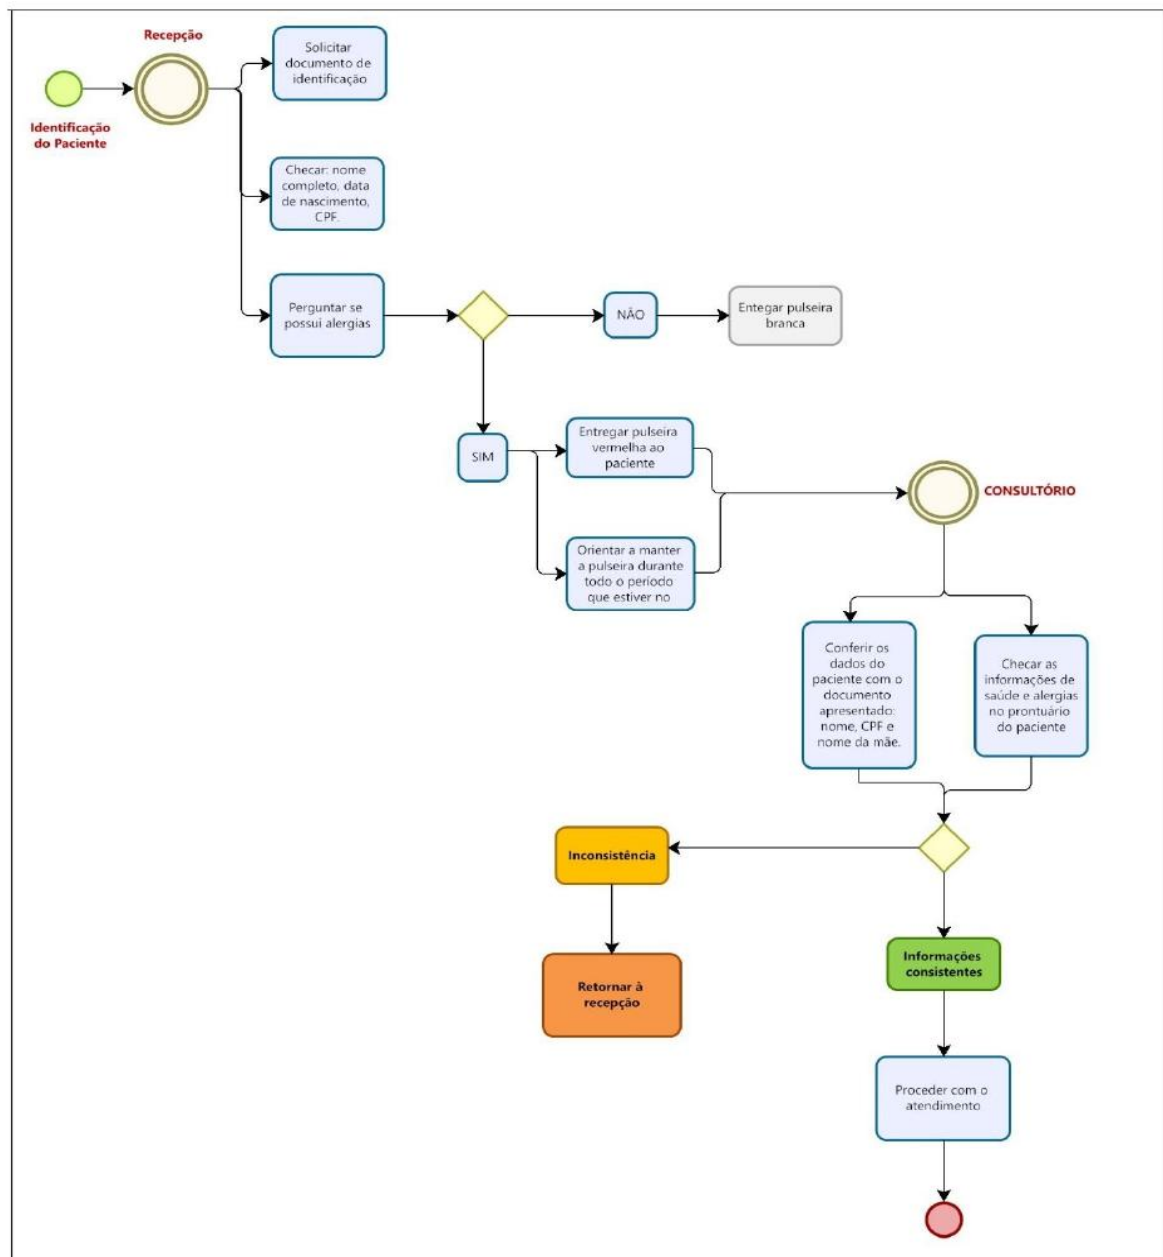 Recepção
Solicitar
documento de
identificação
Identificação
do Paciente
Checar: nome
completo, data
de nascimento,
CPF.
Perguntar se
possui alergias
NÃO
Entegar pulseira
branca
SIM
Entregar pulseira
vermelha ao
paciente
CONSULTÓRIO
Orientar a manter
a pulseira durante
todo o período
que estiver no
Conferir os
dados do
paciente com o
documento
apresentado:
nome, CPF e
nome da mãe.
Checar as
informações de
saúde e alergias
no prontuário
do paciente
Inconsistência
Retornar à
recepção
Informações
consistentes
Proceder com o
atendimento